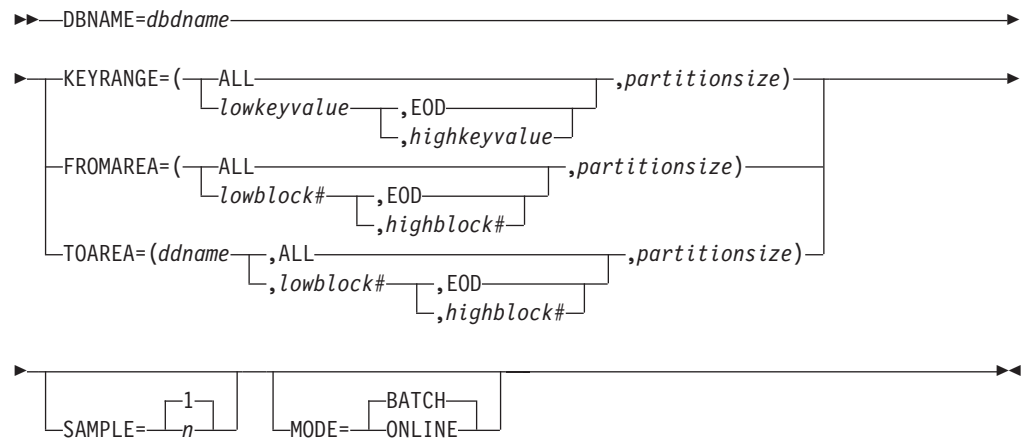 DBNAME=dbdname
KEYRANGE=( ALL ,partitionsize)
lowkeyvalue ,EOD
,highkeyvalue
FROMAREA=( ALL ,partitionsize)
lowblock# ,EOD
,highblock#
TOAREA=(ddname ,ALL ,partitionsize)
,lowblock# ,EOD
,highblock#
1 BATCH
SAMPLE= n MODE= ONLINE